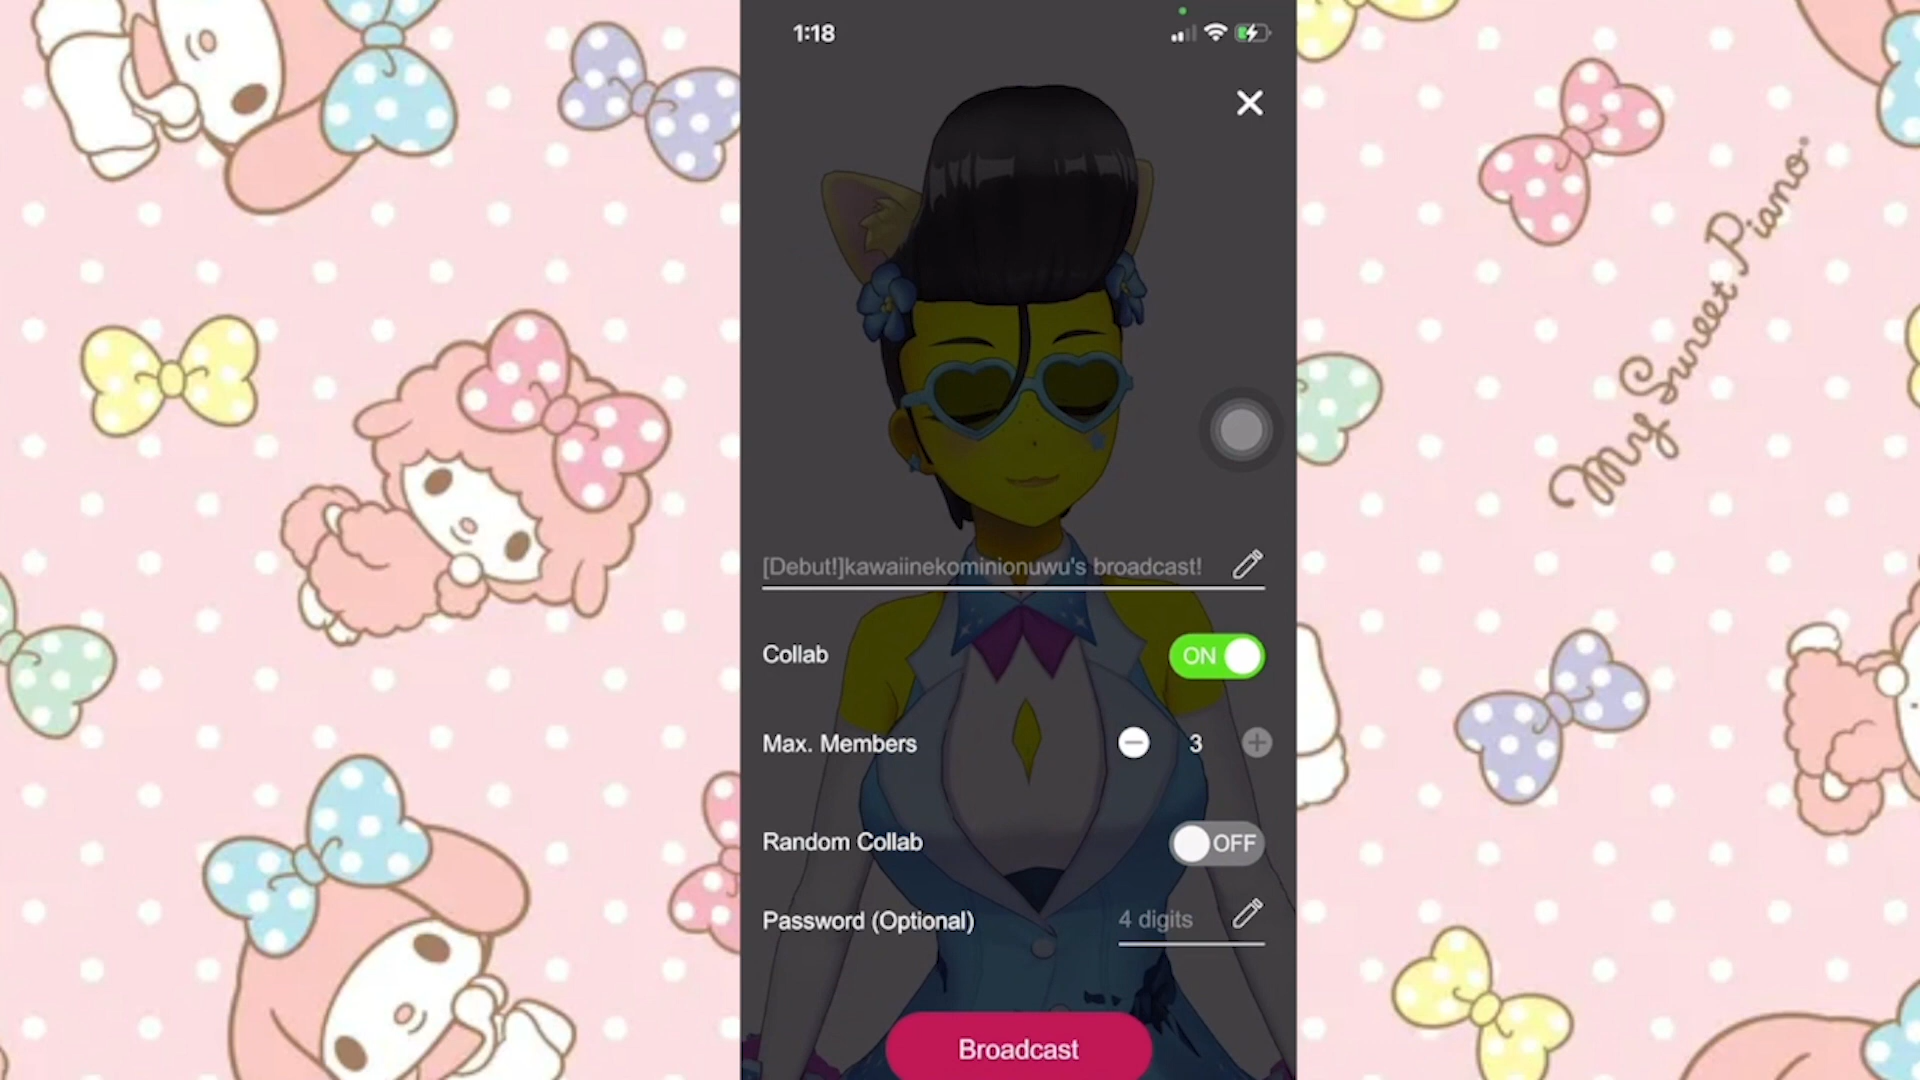 1:18
My Sweet Piano.
[Debut!]kawaiinekominionuwu's broadcast!
Collab
ON
Max. Members
3
Random Collab
OFF
Password (Optional)
4 digits
Broadcast